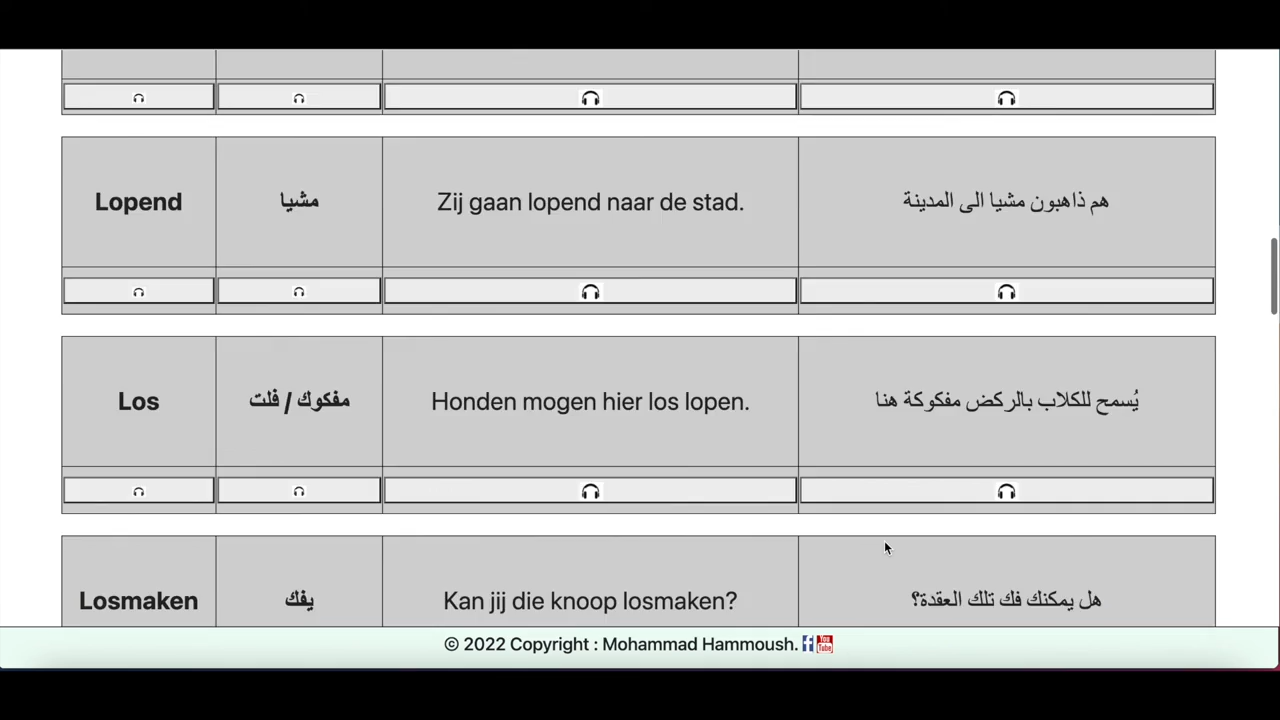 Lopend
مشيا
Zij gaan lopend naar de stad.
هم ذاهبون مشيا الى المدينة
Los
مفكوك / فلت
Honden mogen hier los lopen.
يُسمح للكلاب بالركض مفكوكة هنا
Losmaken
يفك
Kan jij die knoop losmaken?
هل يمكنك فك تلك العقدة؟
© 2022 Copyright : Mohammad Hammoush. f You Tube